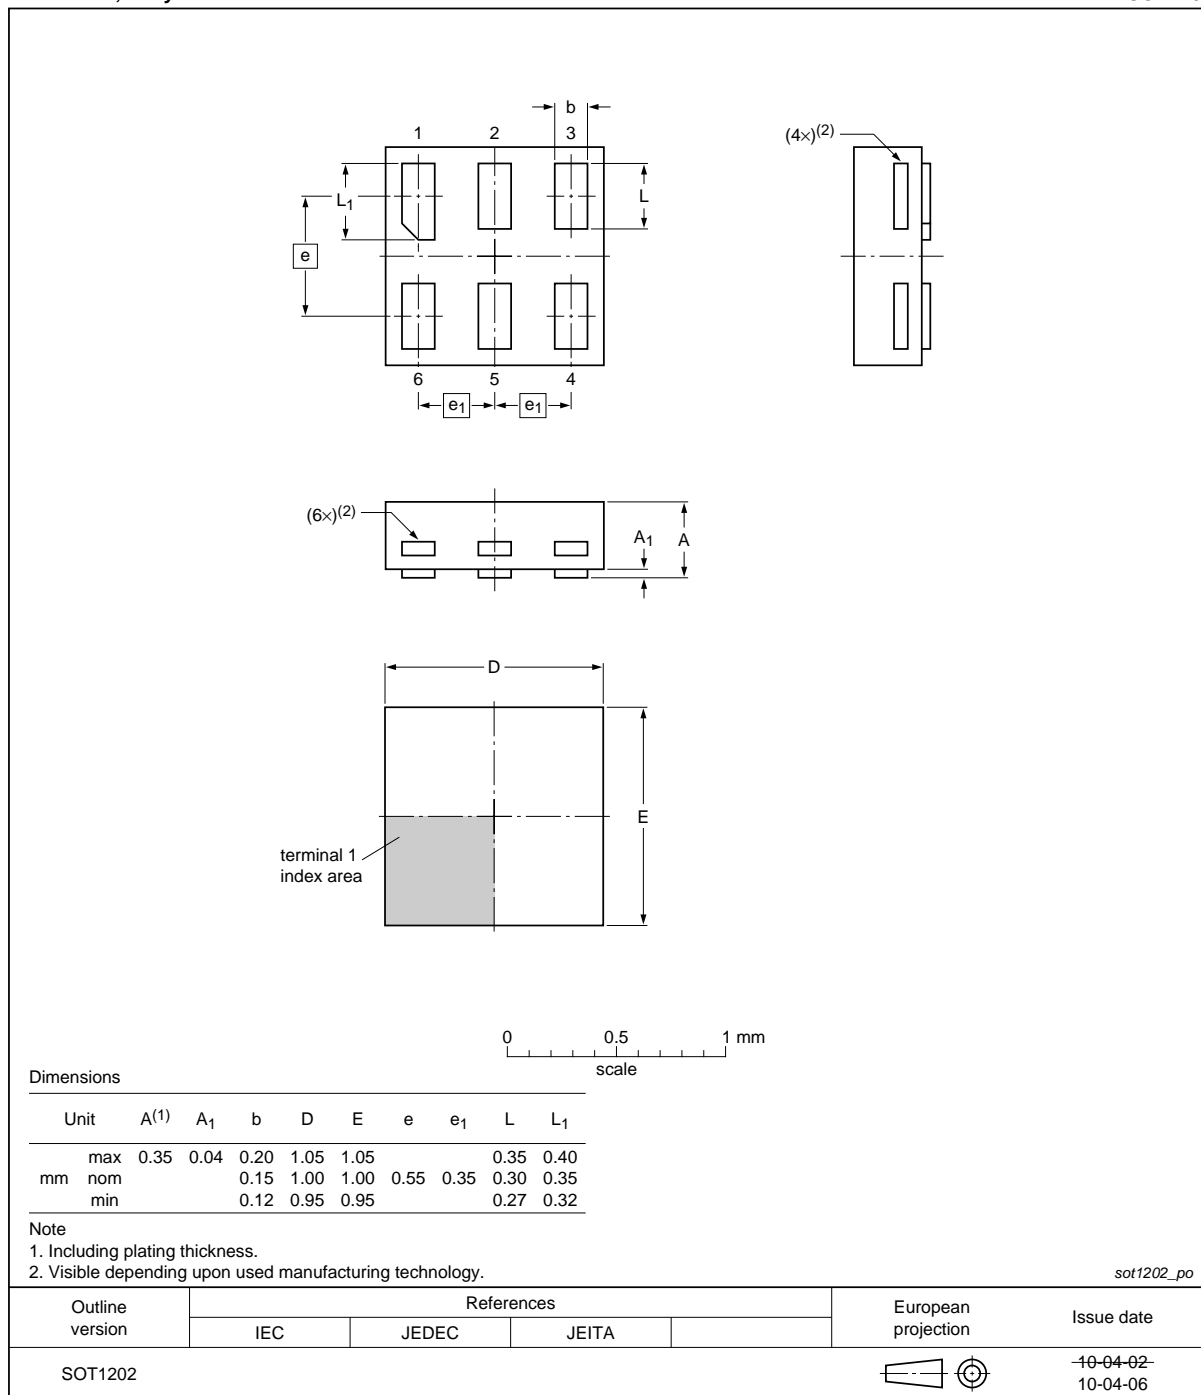 b
1 2 3
(4×)(2)
L1 L
e
6 5 4
e1 e1
(6×)(2)
A1 A
D
E
terminal 1
index area
0 0.5 1 mm
scale
Dimensions
Unit A(1) A1 b D E e e1 L L1
max 0.35 0.04 0.20 1.05 1.05 0.35 0.40
mm nom 0.15 1.00 1.00 0.55 0.35 0.30 0.35
min 0.12 0.95 0.95 0.27 0.32
Note
1. Including plating thickness.
2. Visible depending upon used manufacturing technology.
sot1202_po
Outline version References European projection Issue date
IEC JEDEC JEITA
SOT1202 10-04-02
10-04-06